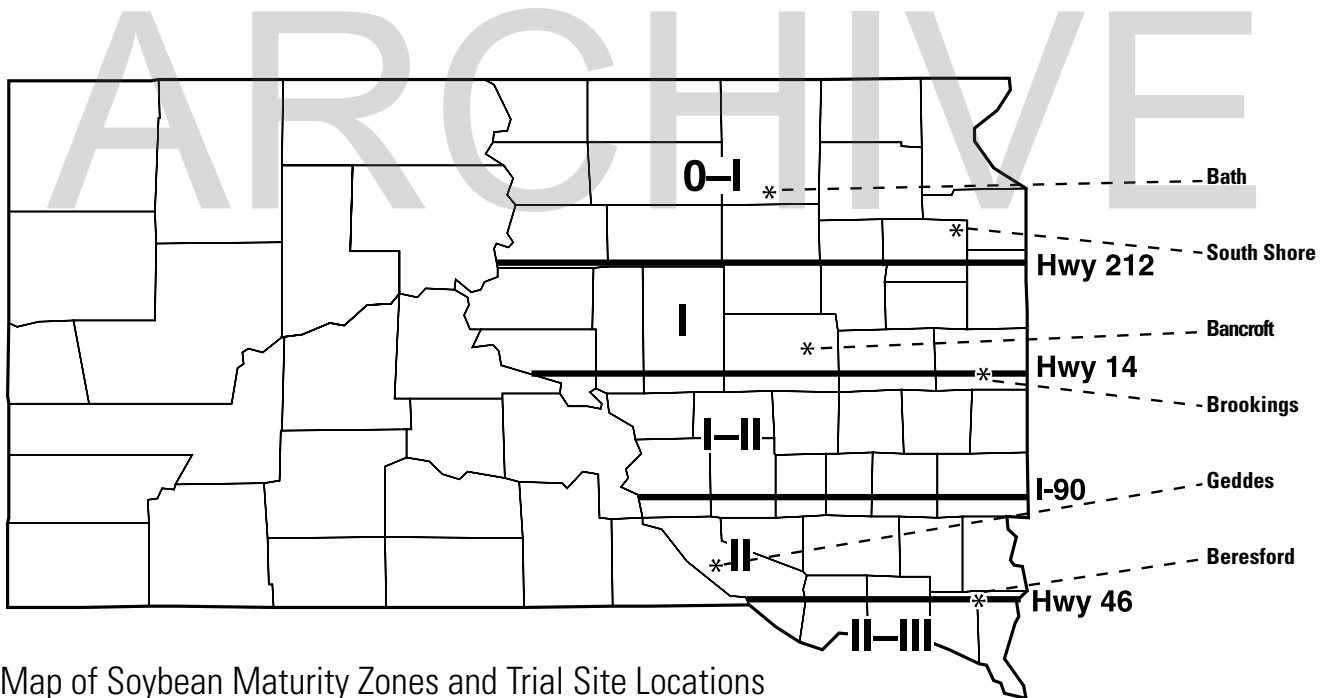 ARCHIVE
0–I
Bath
South Shore
Hwy 212
I
Bancroft
Hwy 14
Brookings
I–II
Geddes
I-90
II
Beresford
Hwy 46
II–III
Map of Soybean Maturity Zones and Trial Site Locations